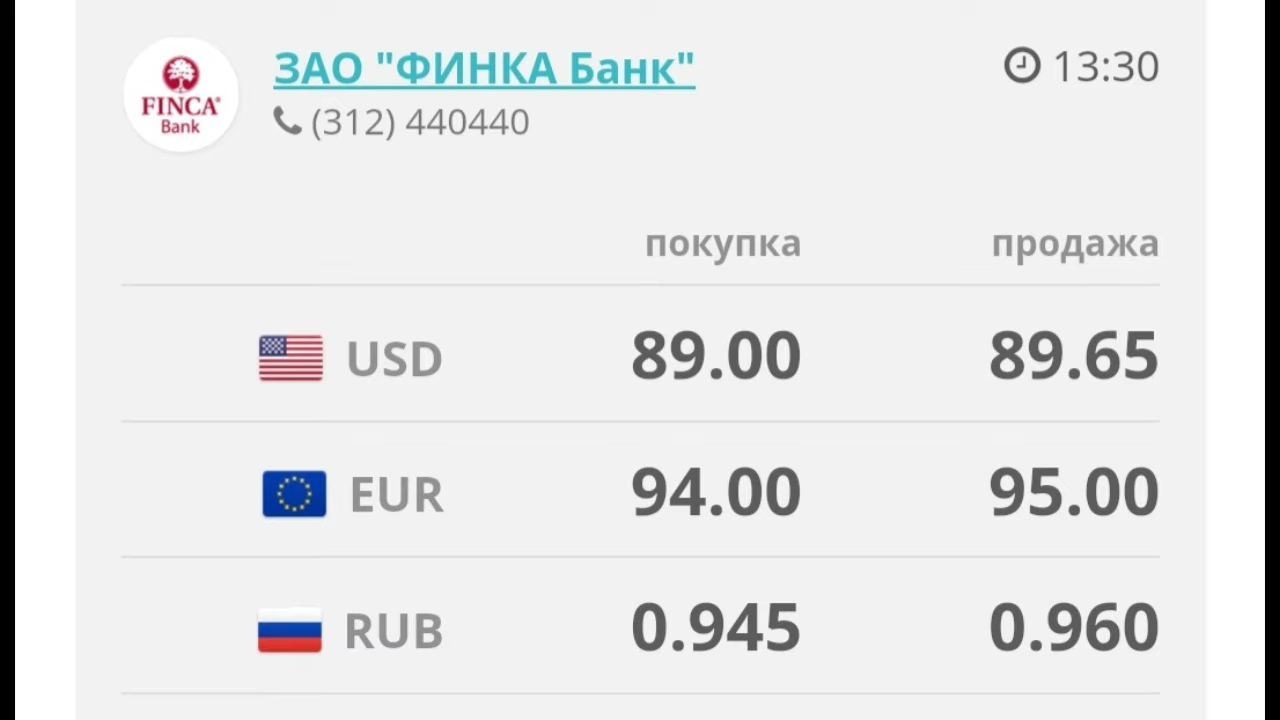 FINCA®
Bank
ЗАО "ФИНКА Банк"
(312) 440440
13:30
покупка продажа
USD 89.00 89.65
EUR 94.00 95.00
RUB 0.945 0.960